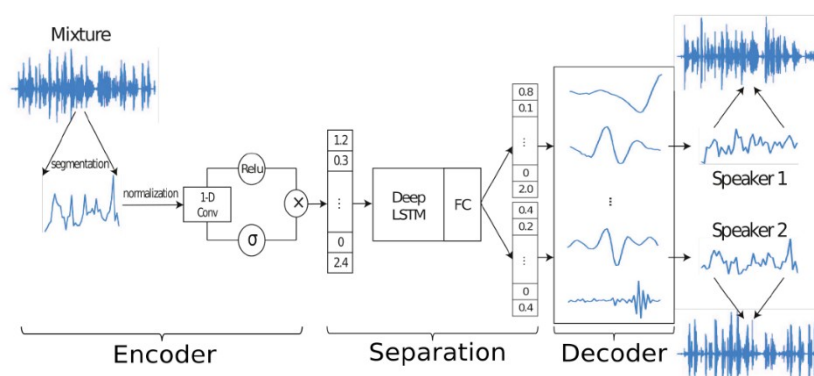 Mixture
segmentation
normalization
1-D
Conv
Relu
σ
×
1.2
0.3
⋮
0
2.4
Deep
LSTM
FC
0.8
0.1
⋮
0
2.0
0.4
0.2
⋮
0
0.4
...
Speaker 1
Speaker 2
Encoder
Separation
Decoder